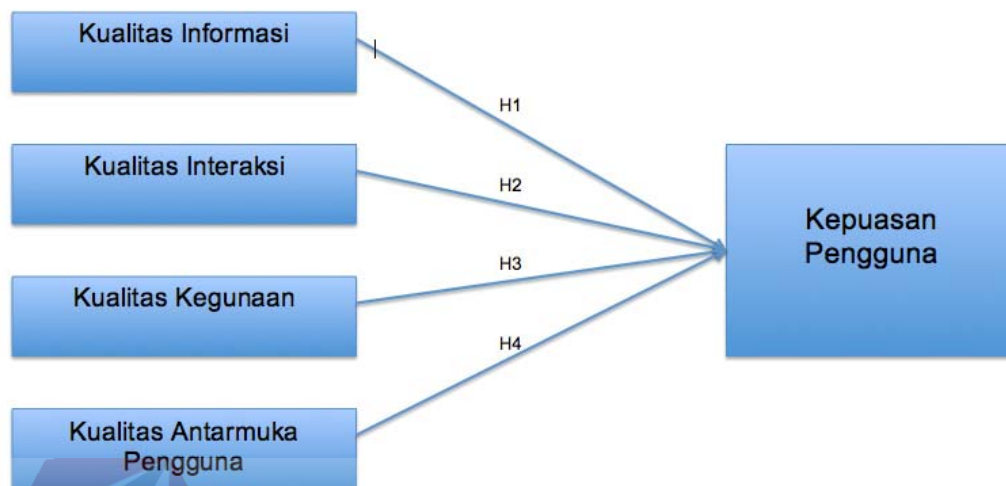 Kualitas Informasi
H1
Kualitas Interaksi
H2
Kepuasan
Pengguna
Kualitas Kegunaan
H3
H4
Kualitas Antarmuka
Pengguna